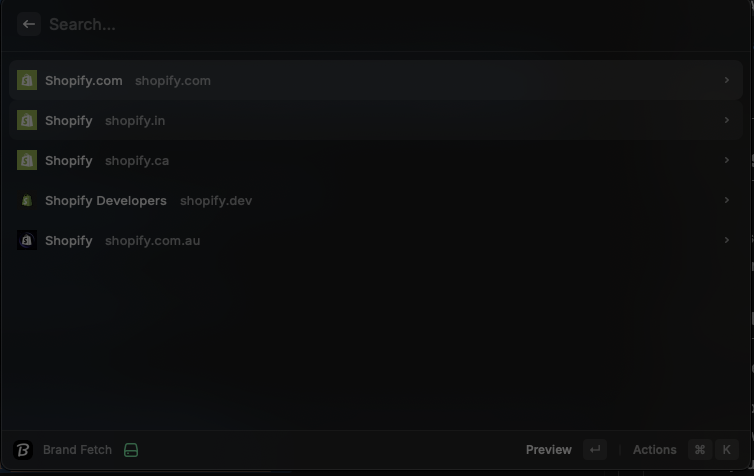 Search...
Shopify.com shopify.com
Shopify shopify.in
Shopify shopify.ca
Shopify Developers shopify.dev
Shopify shopify.com.au
Brand Fetch Preview Actions ⌘ K